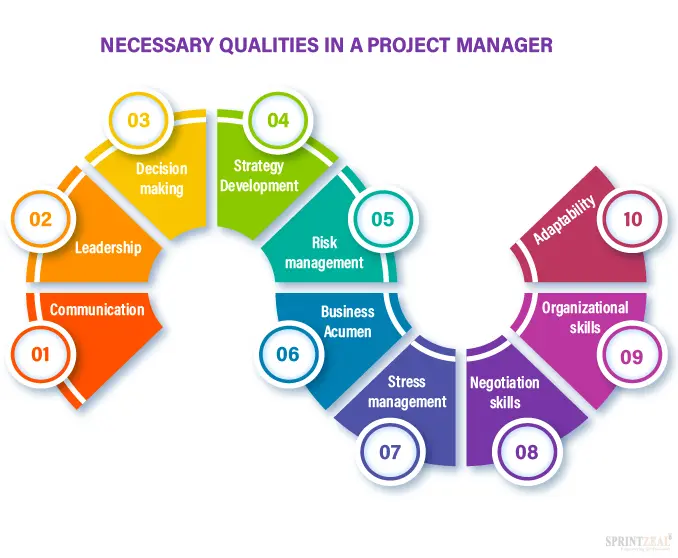 NECESSARY QUALITIES IN A PROJECT MANAGER
01
Communication
02
Leadership
03
Decision
making
04
Strategy
Development
05
Risk
management
06
Business
Acumen
07
Stress
management
08
Negotiation
skills
09
Organizational
skills
10
Adaptability
SPRINTZEAL